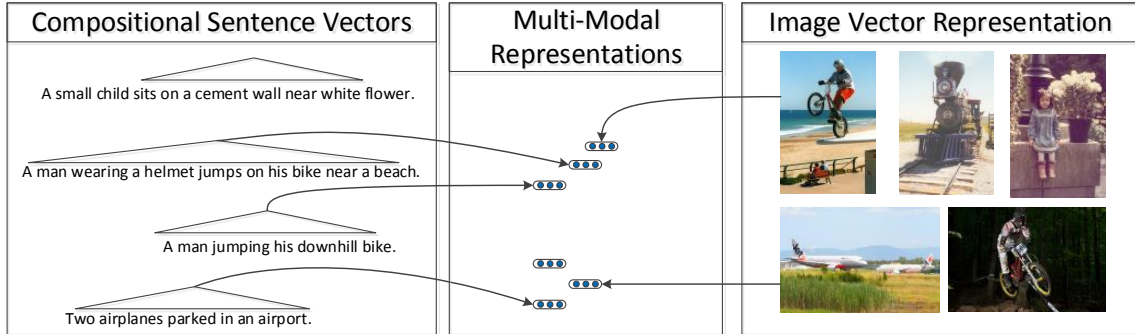 Compositional Sentence Vectors
A small child sits on a cement wall near white flower.
A man wearing a helmet jumps on his bike near a beach.
A man jumping his downhill bike.
Two airplanes parked in an airport.
Multi-Modal
Representations
Image Vector Representation